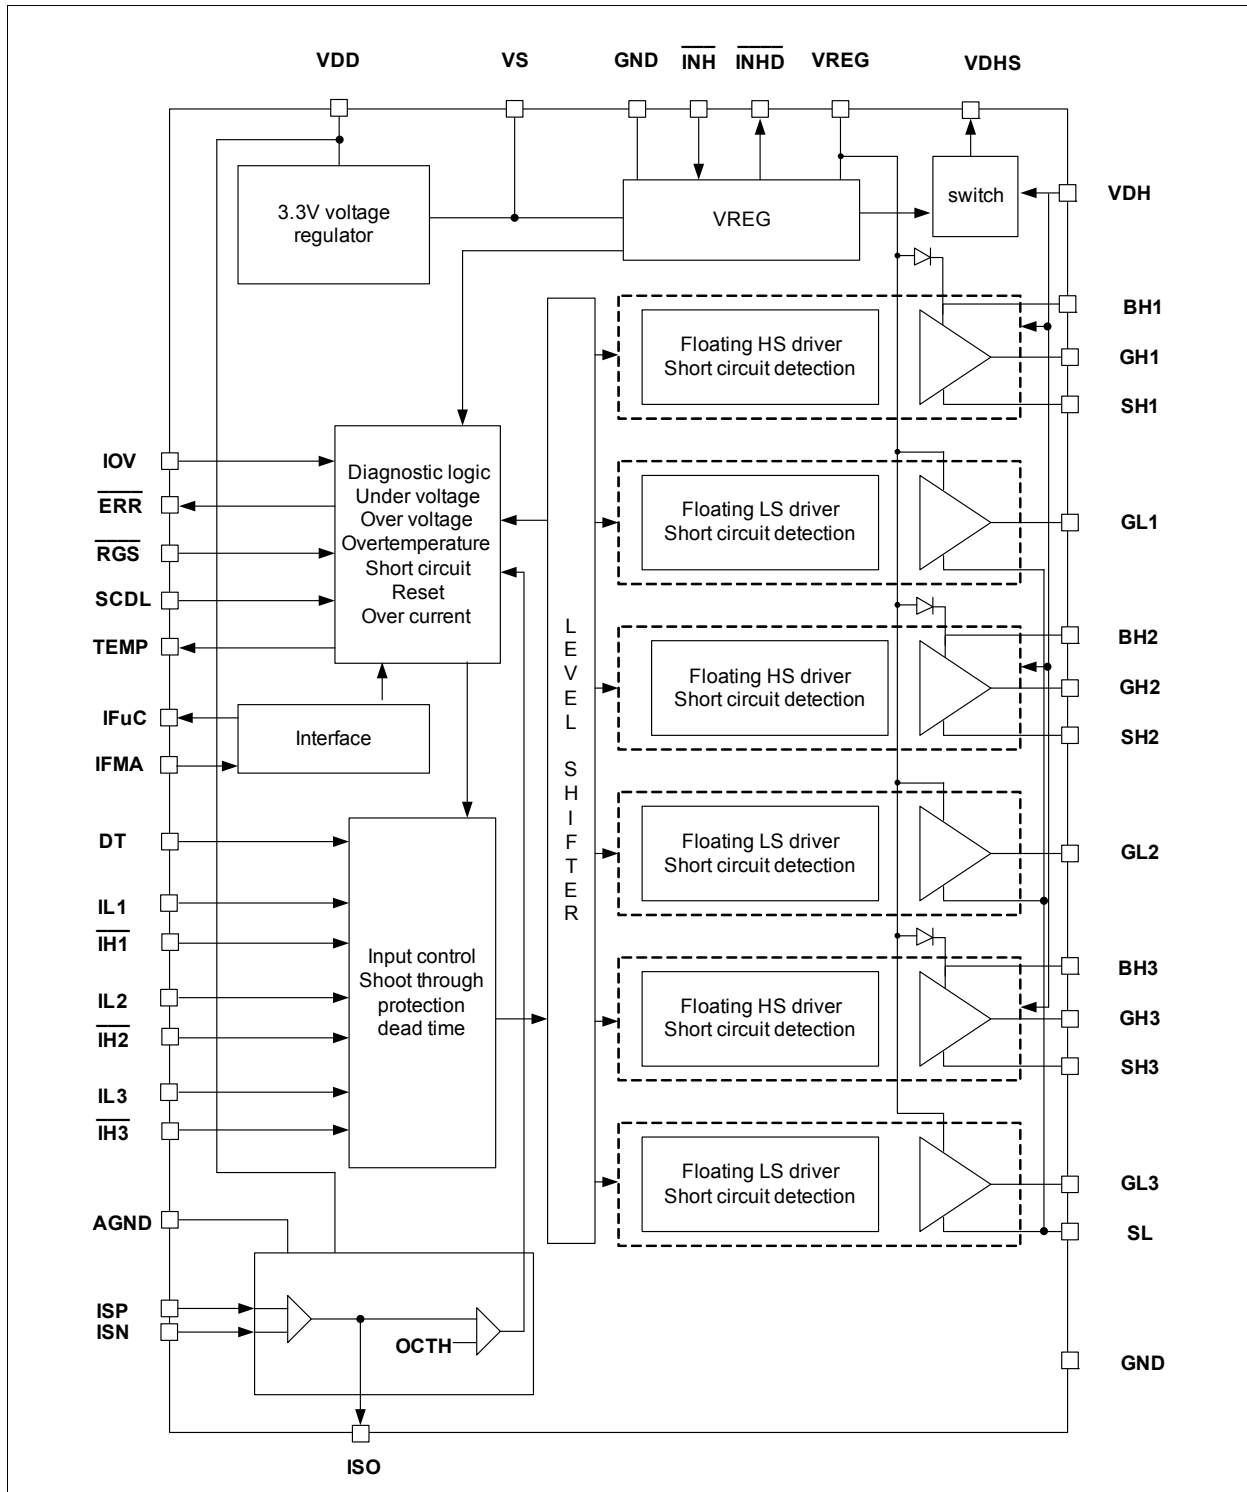 VDD
VS
GND
INH
INHD
VREG
VDHS
3.3V voltage
regulator
VREG
switch
VDH
Floating HS driver
Short circuit detection
BH1
GH1
SH1
IOV
ERR
RGS
SCDL
TEMP
Diagnostic logic
Under voltage
Over voltage
Overtemperature
Short circuit
Reset
Over current
Floating LS driver
Short circuit detection
GL1
LEVEL SHIFTER
Floating HS driver
Short circuit detection
BH2
GH2
SH2
IFuC
IFMA
Interface
Floating LS driver
Short circuit detection
GL2
DT
IL1
IH1
IL2
IH2
IL3
IH3
Input control
Shoot through
protection
dead time
Floating HS driver
Short circuit detection
BH3
GH3
SH3
Floating LS driver
Short circuit detection
GL3
SL
AGND
ISP
ISN
OCTH
GND
ISO